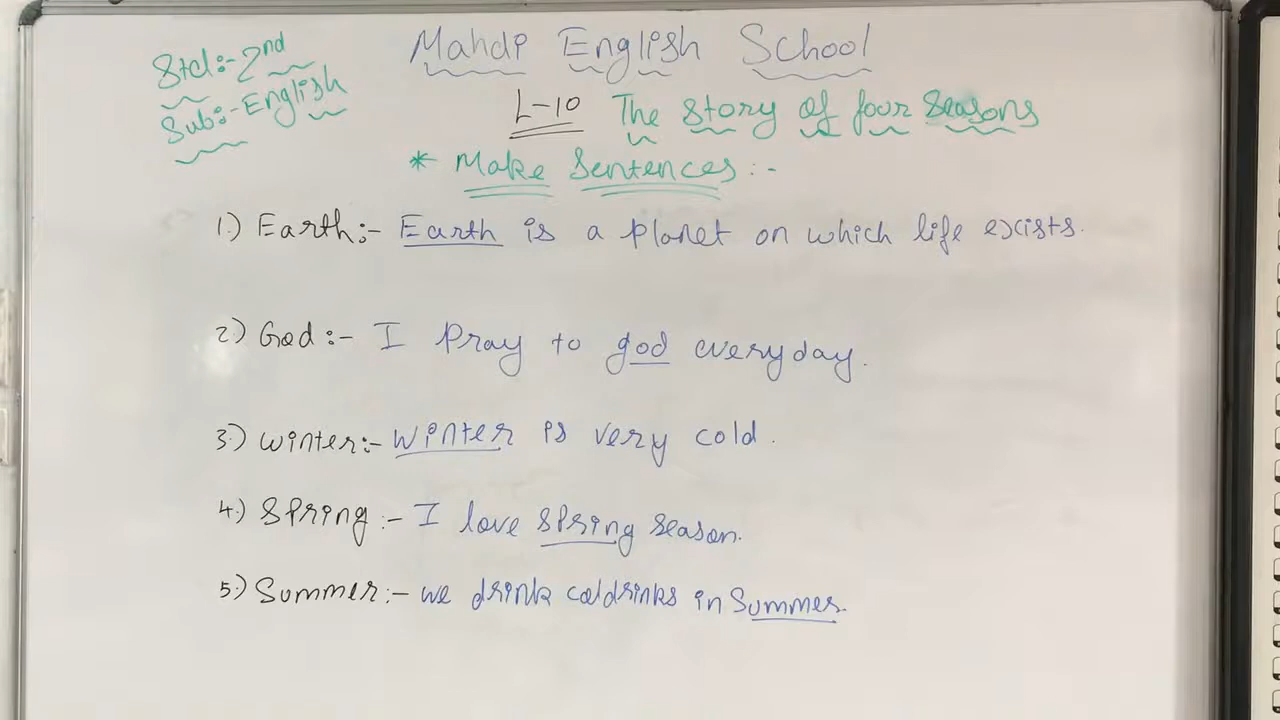 Mahdi English School
Std:-2nd
Sub:-English
L-10 The story of four Seasons
* Make Sentences :-
1.) Earth:- Earth is a planet on which life exists.
2.) God:- I pray to god everyday.
3.) winter:- winter is very cold.
4.) Spring:- I love spring season.
5.) Summer:- we drink coldrinks in Summer.